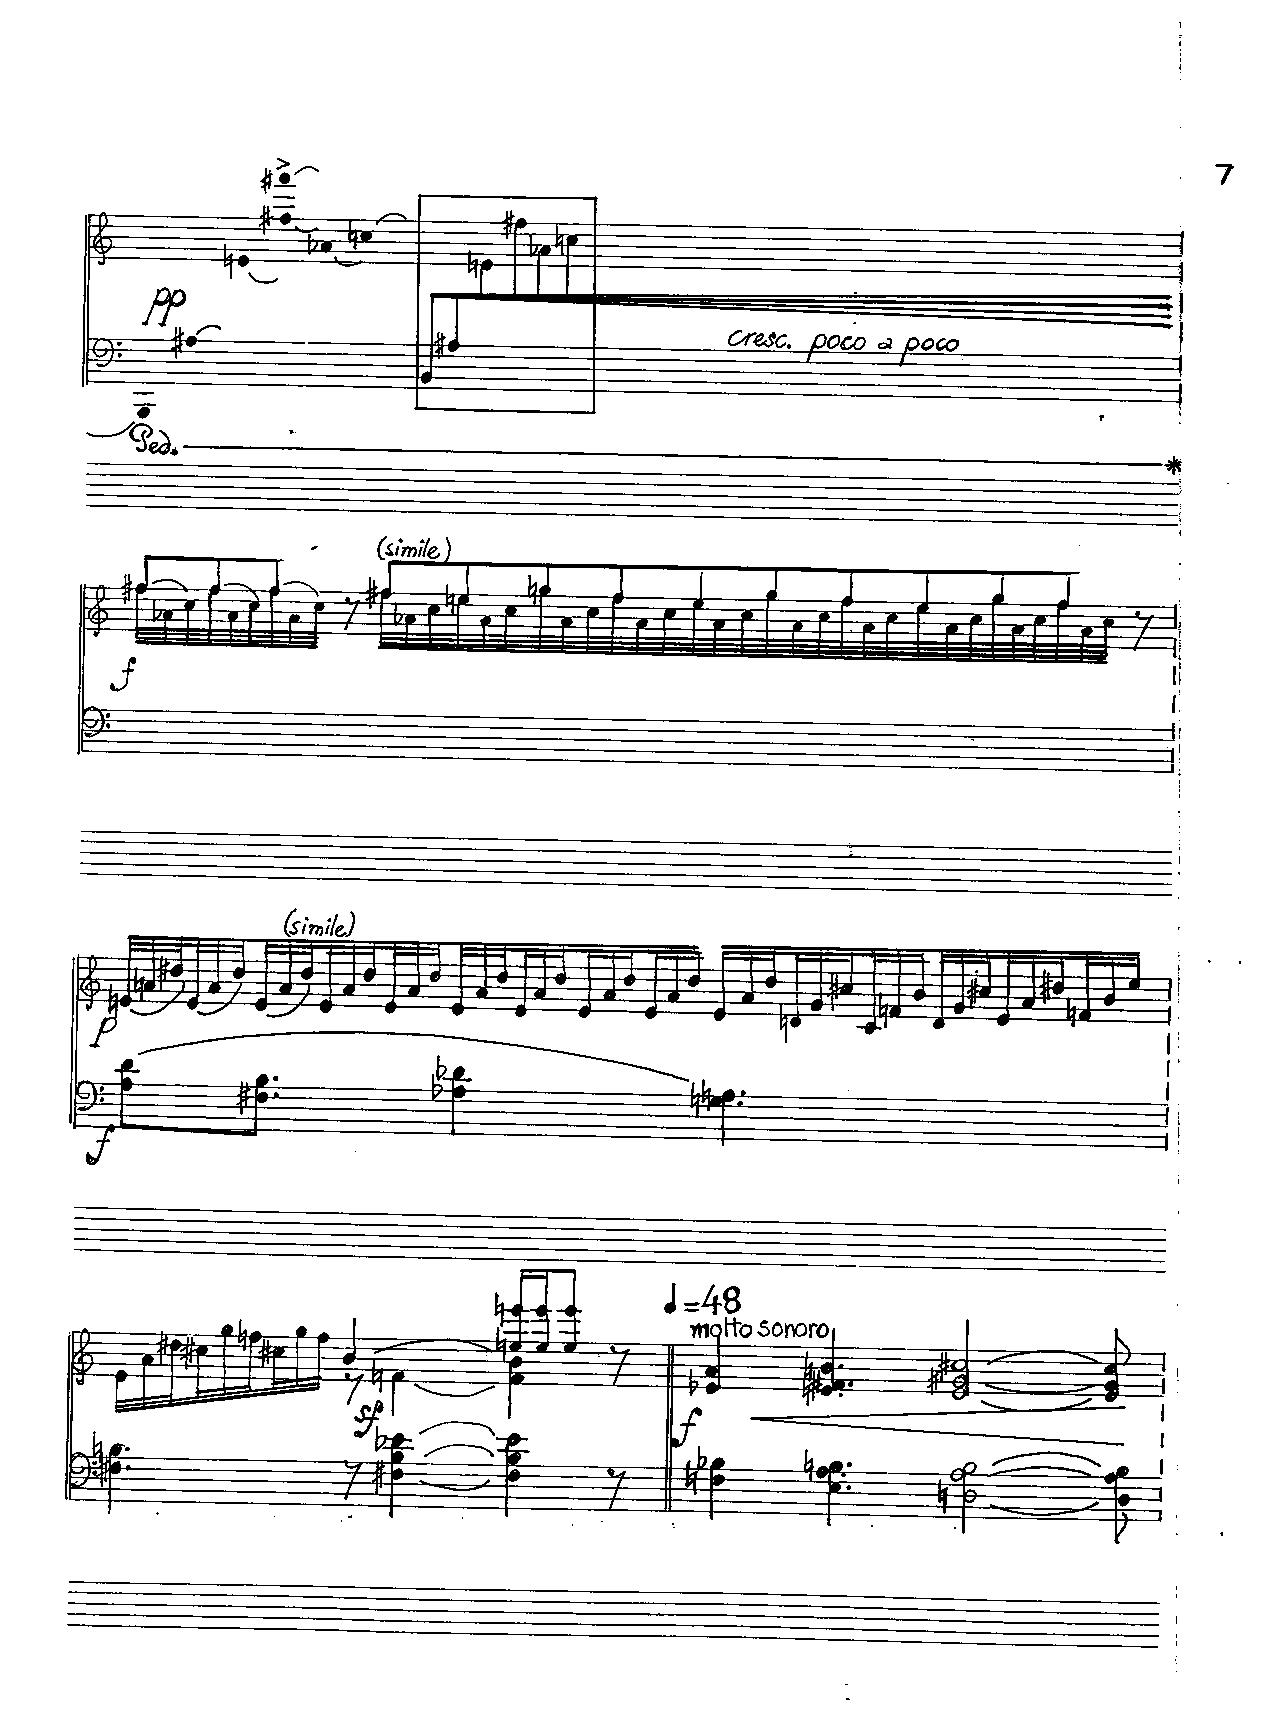 7
pp
cresc. poco a poco
Ped. *
(simile)
f
(simile)
p
f
♩=48
molto sonoro
sf
f